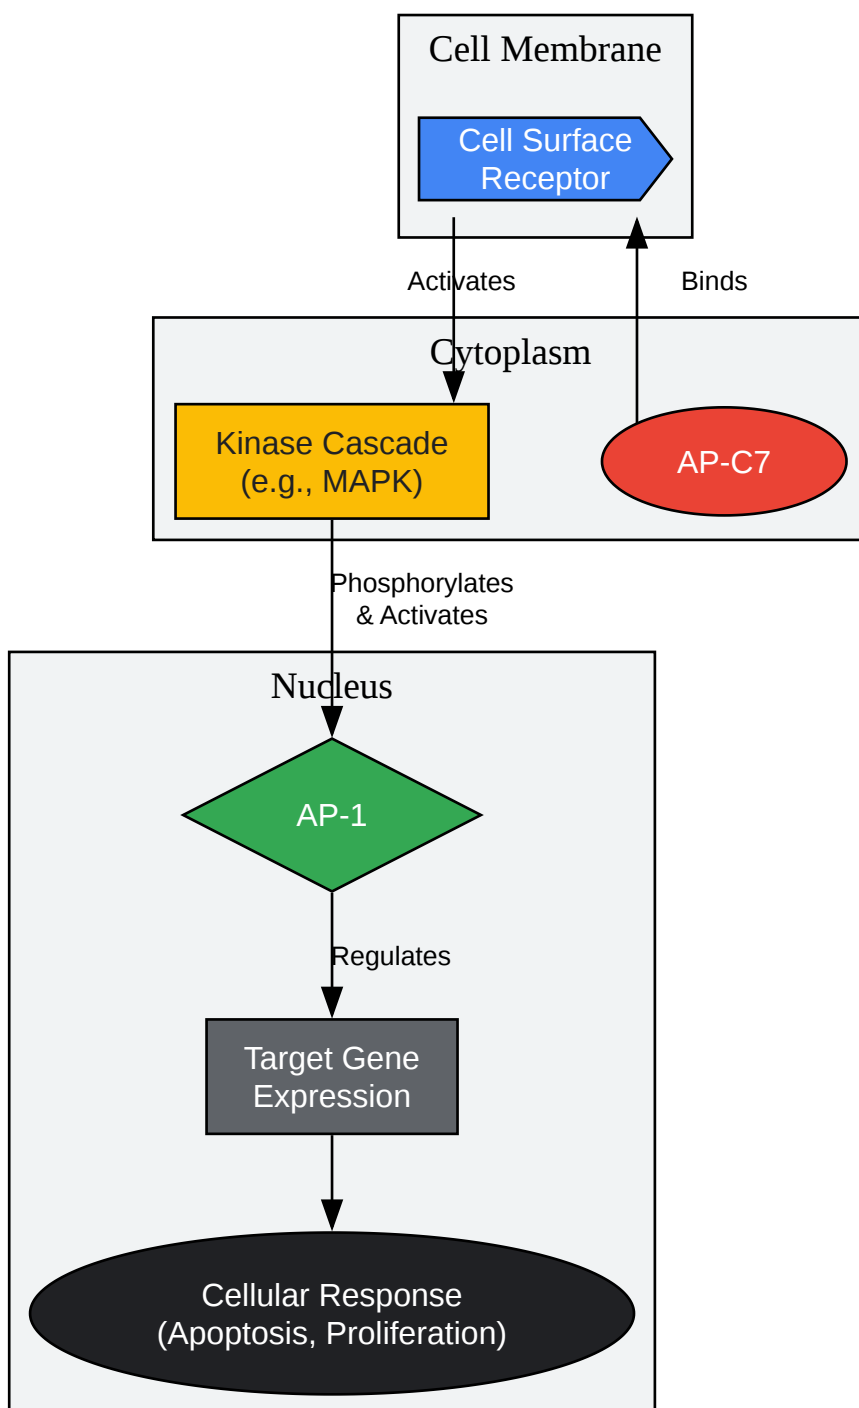 Cell Membrane
Cell Surface
Receptor
Activates
Binds
Cytoplasm
Kinase Cascade
(e.g., MAPK)
AP-C7
Phosphorylates
& Activates
Nucleus
AP-1
Regulates
Target Gene
Expression
Cellular Response
(Apoptosis, Proliferation)